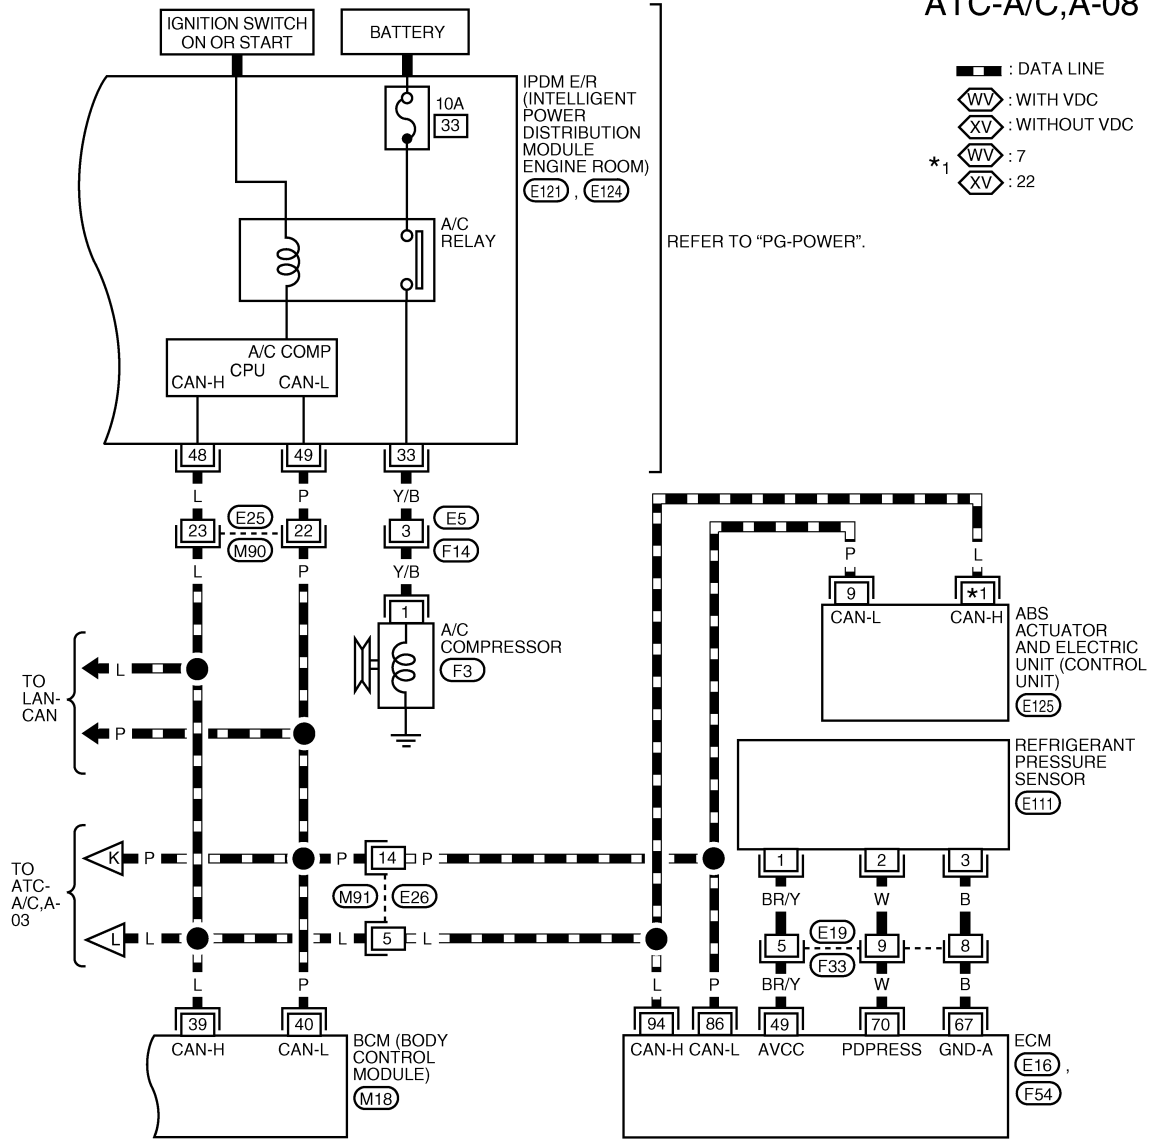 ATC-A/C,A-08
IGNITION SWITCH
ON OR START
BATTERY
: DATA LINE
WV : WITH VDC
XV : WITHOUT VDC
*1
WV : 7
XV : 22
10A
33
IPDM E/R
(INTELLIGENT
POWER
DISTRIBUTION
MODULE
ENGINE ROOM)
E121 , E124
A/C
RELAY
REFER TO “PG-POWER”.
A/C COMP
CPU
CAN-H
CAN-L
48
49
33
L
P
Y/B
23
E25
M90
22
3
E5
F14
L
P
Y/B
1
A/C
COMPRESSOR
F3
P
L
9
*1
CAN-L
CAN-H
ABS
ACTUATOR
AND ELECTRIC
UNIT (CONTROL
UNIT)
E125
TO
LAN-
CAN
L
P
REFRIGERANT
PRESSURE
SENSOR
E111
TO
ATC-
A/C,A-
03
K
P
P
14
P
M91
E26
L
L
L
5
L
1
2
3
BR/Y
W
B
5
E19
F33
9
8
BR/Y
W
B
L
P
L
P
39
40
CAN-H
CAN-L
BCM (BODY
CONTROL
MODULE)
M18
94
86
49
70
67
CAN-H
CAN-L
AVCC
PDPRESS
GND-A
ECM
E16 ,
F54